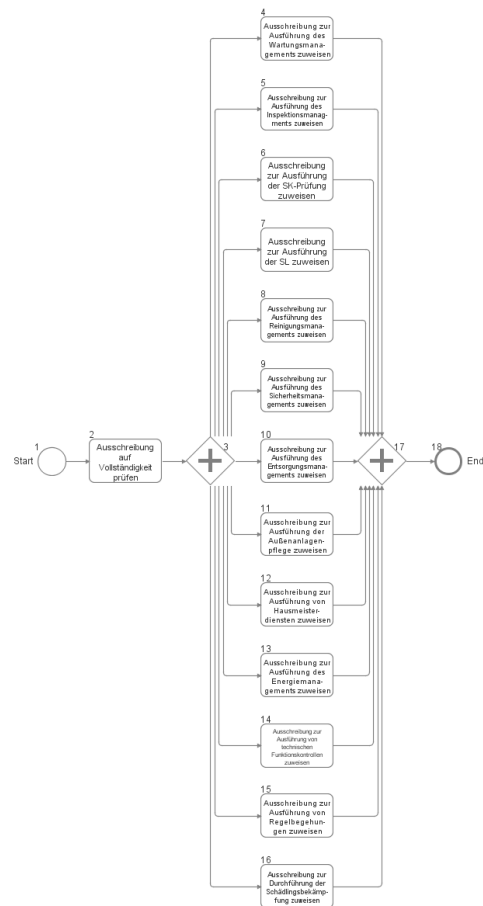 4
Ausschreibung zur
Ausführung des
Wartungsmana-
gements zuweisen
5
Ausschreibung zur
Ausführung des
Inspektionsmanag-
ments zuweisen
6
Ausschreibung
zur Ausführung
der SK-Prüfung
zuweisen
7
Ausschreibung
zur Ausführung
der SL zuweisen
8
Ausschreibung zur
Ausführung des
Reinigungsmana-
gements zuweisen
9
Ausschreibung zur
Ausführung des
Sicherheitsmana-
gements zuweisen
1
Start
2
Ausschreibung
auf
Vollständigkeit
prüfen
3
10
Ausschreibung zur
Ausführung des
Entsorgungsmana-
gements zuweisen
17
18
End
11
Ausschreibung zur
Ausführung der
Außenanlagen-
pflege zuweisen
12
Ausschreibung zur
Ausführung von
Hausmeister-
diensten zuweisen
13
Ausschreibung zur
Ausführung des
Energiemana-
gements zuweisen
14
Ausschreibung zur
Ausführung von
technischen
Funktionskontrollen
zuweisen
15
Ausschreibung zur
Ausführung von
Regelbegehun-
gen zuweisen
16
Ausschreibung zur
Durchführung der
Schädlingsbekämp-
fung zuweisen